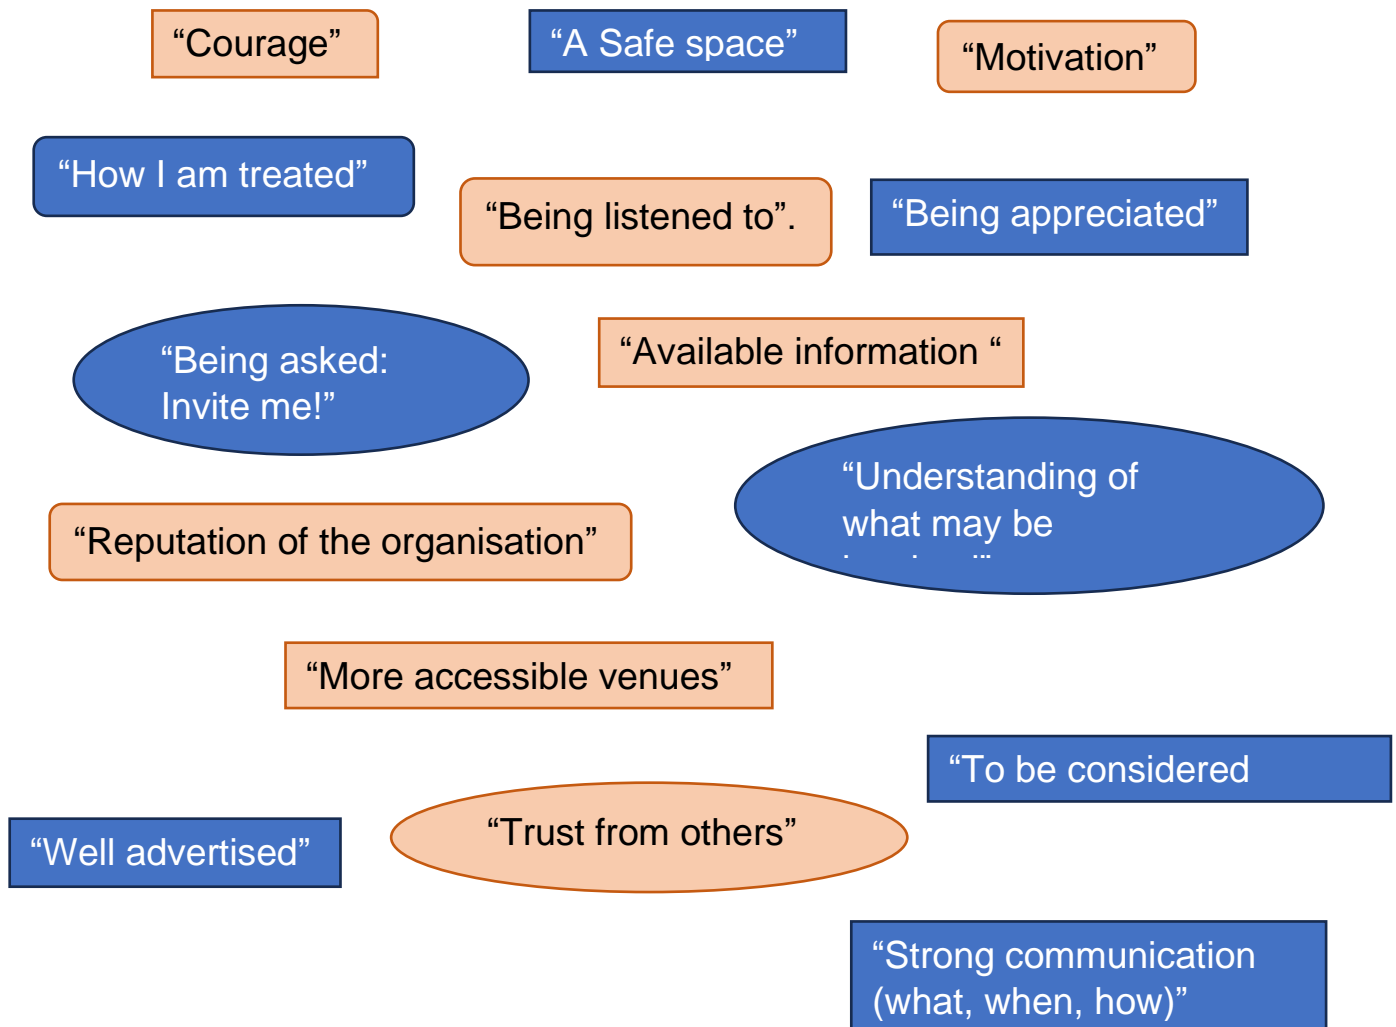 “Courage”
“A Safe space”
“Motivation”
“How I am treated”
“Being listened to”.
“Being appreciated”
“Being asked:
Invite me!”
“Available information “
“Understanding of
what may be
“Reputation of the organisation”
“More accessible venues”
“To be considered
“Trust from others”
“Well advertised”
“Strong communication
(what, when, how)”